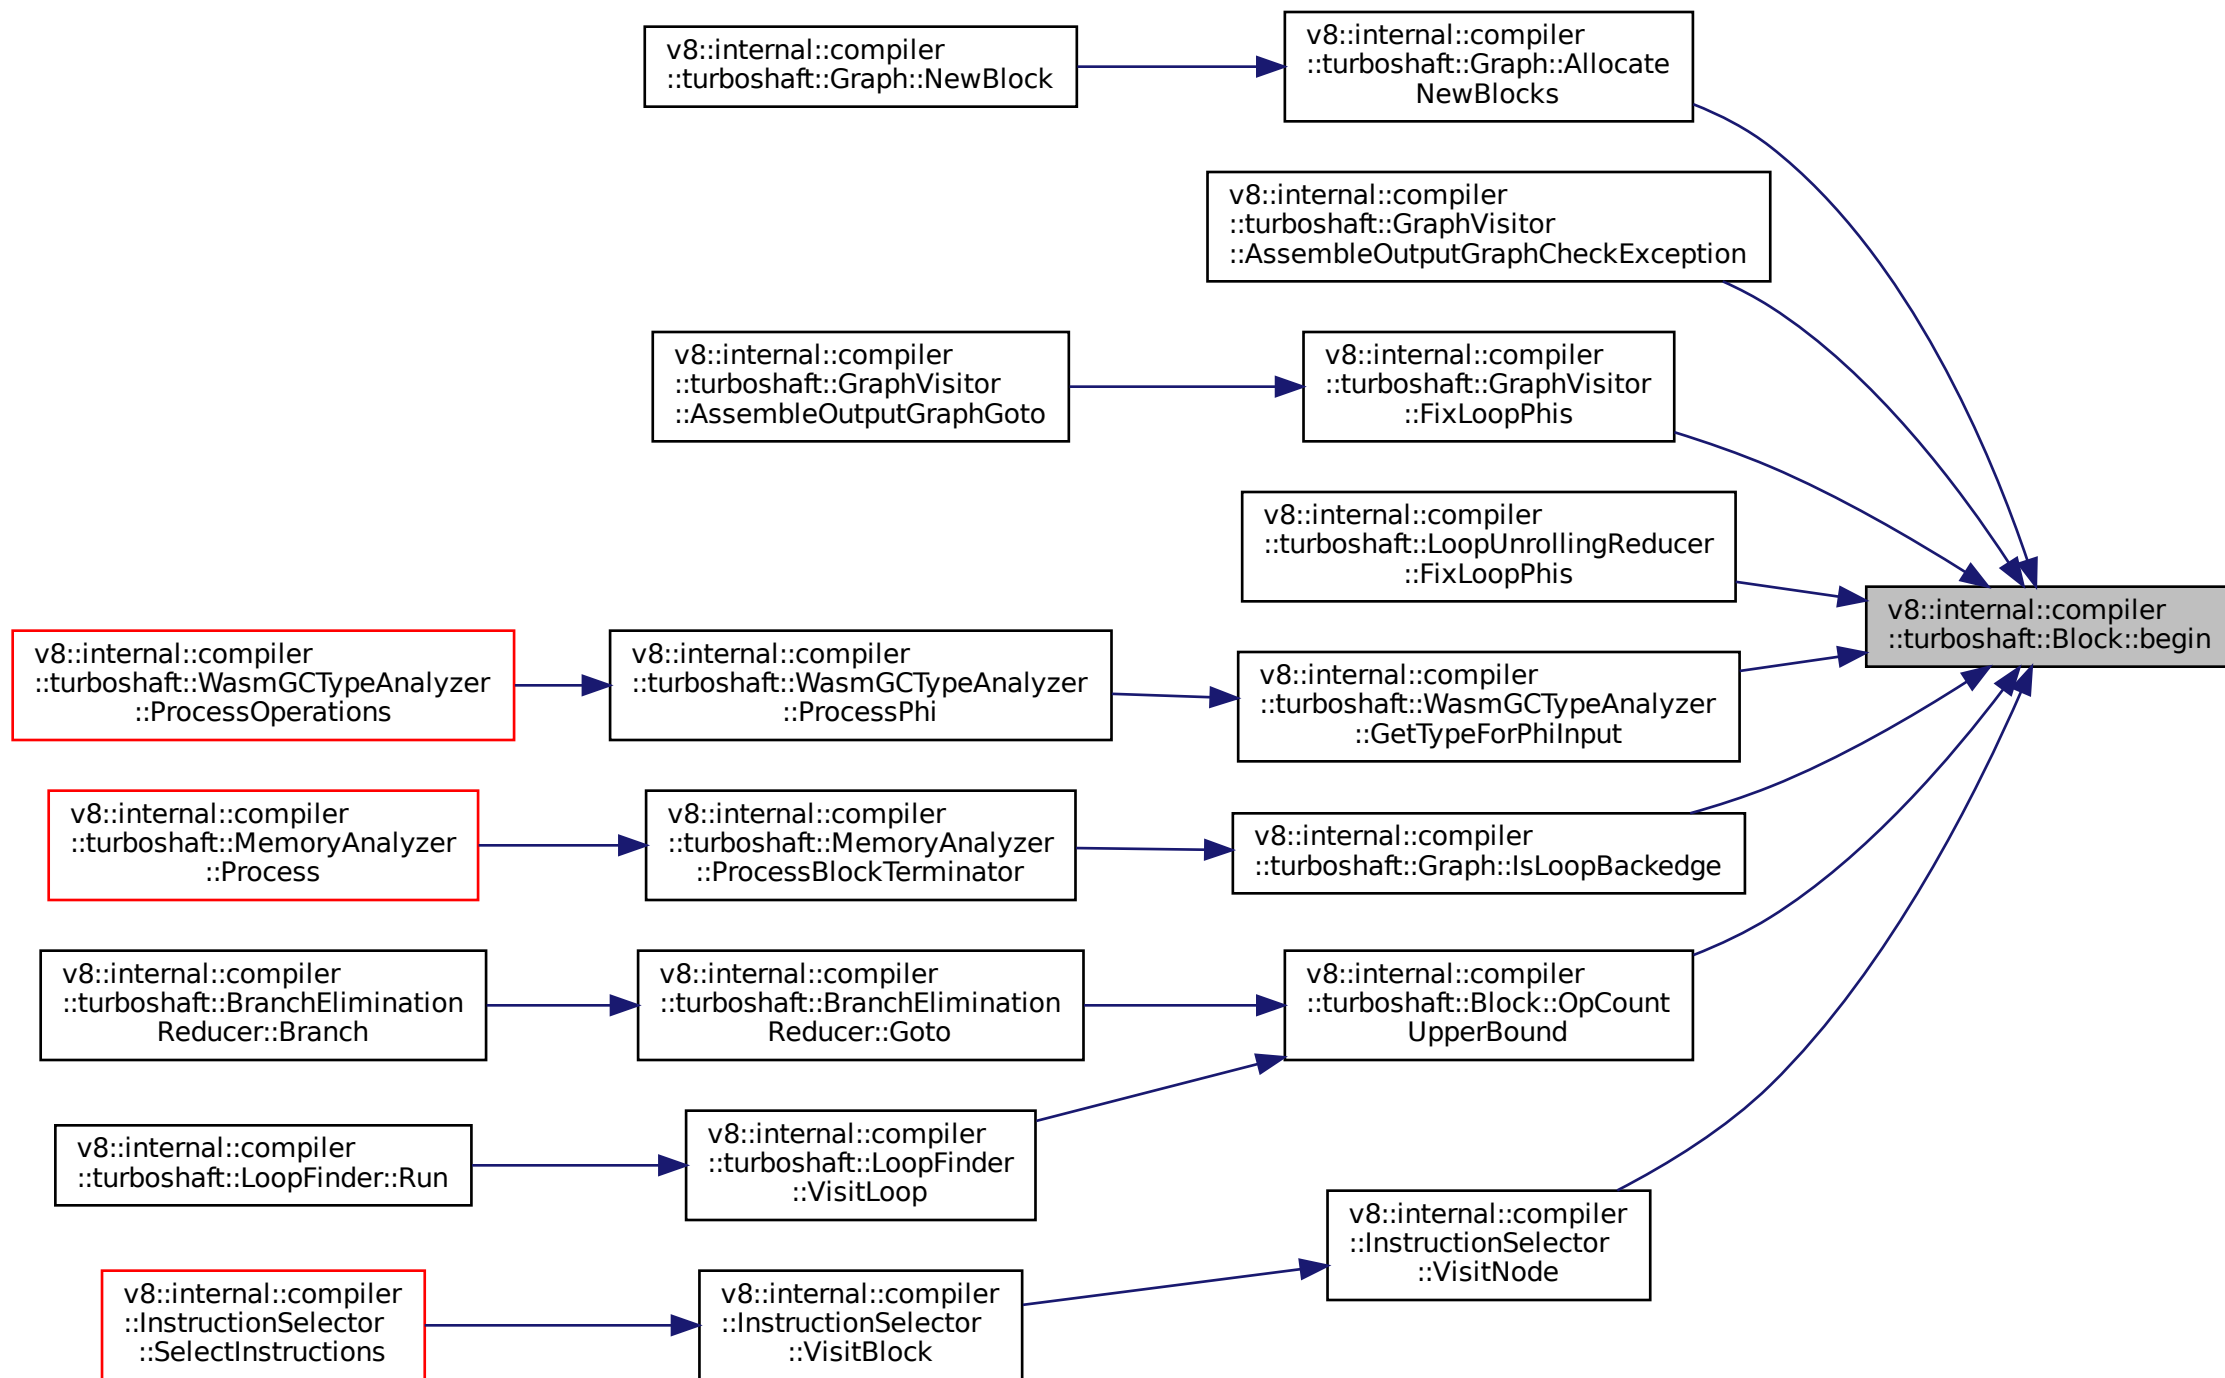 v8::internal::compiler
::turboshaft::Graph::NewBlock
v8::internal::compiler
::turboshaft::Graph::Allocate
NewBlocks
v8::internal::compiler
::turboshaft::GraphVisitor
::AssembleOutputGraphCheckException
v8::internal::compiler
::turboshaft::GraphVisitor
::AssembleOutputGraphGoto
v8::internal::compiler
::turboshaft::GraphVisitor
::FixLoopPhis
v8::internal::compiler
::turboshaft::LoopUnrollingReducer
::FixLoopPhis
v8::internal::compiler
::turboshaft::Block::begin
v8::internal::compiler
::turboshaft::WasmGCTypeAnalyzer
::ProcessOperations
v8::internal::compiler
::turboshaft::WasmGCTypeAnalyzer
::ProcessPhi
v8::internal::compiler
::turboshaft::WasmGCTypeAnalyzer
::GetTypeForPhiInput
v8::internal::compiler
::turboshaft::MemoryAnalyzer
::Process
v8::internal::compiler
::turboshaft::MemoryAnalyzer
::ProcessBlockTerminator
v8::internal::compiler
::turboshaft::Graph::IsLoopBackedge
v8::internal::compiler
::turboshaft::BranchElimination
Reducer::Branch
v8::internal::compiler
::turboshaft::BranchElimination
Reducer::Goto
v8::internal::compiler
::turboshaft::Block::OpCount
UpperBound
v8::internal::compiler
::turboshaft::LoopFinder::Run
v8::internal::compiler
::turboshaft::LoopFinder
::VisitLoop
v8::internal::compiler
::InstructionSelector
::VisitNode
v8::internal::compiler
::InstructionSelector
::SelectInstructions
v8::internal::compiler
::InstructionSelector
::VisitBlock